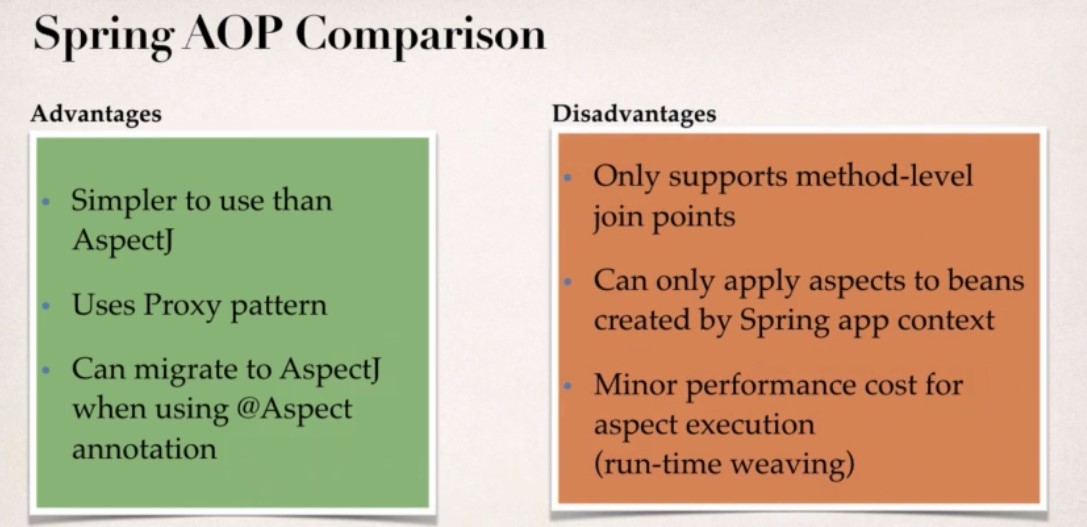 Spring AOP Comparison
Advantages
• Simpler to use than
AspectJ
• Uses Proxy pattern
• Can migrate to AspectJ
when using @Aspect
annotation
Disadvantages
• Only supports method-level
join points
• Can only apply aspects to beans
created by Spring app context
• Minor performance cost for
aspect execution
(run-time weaving)